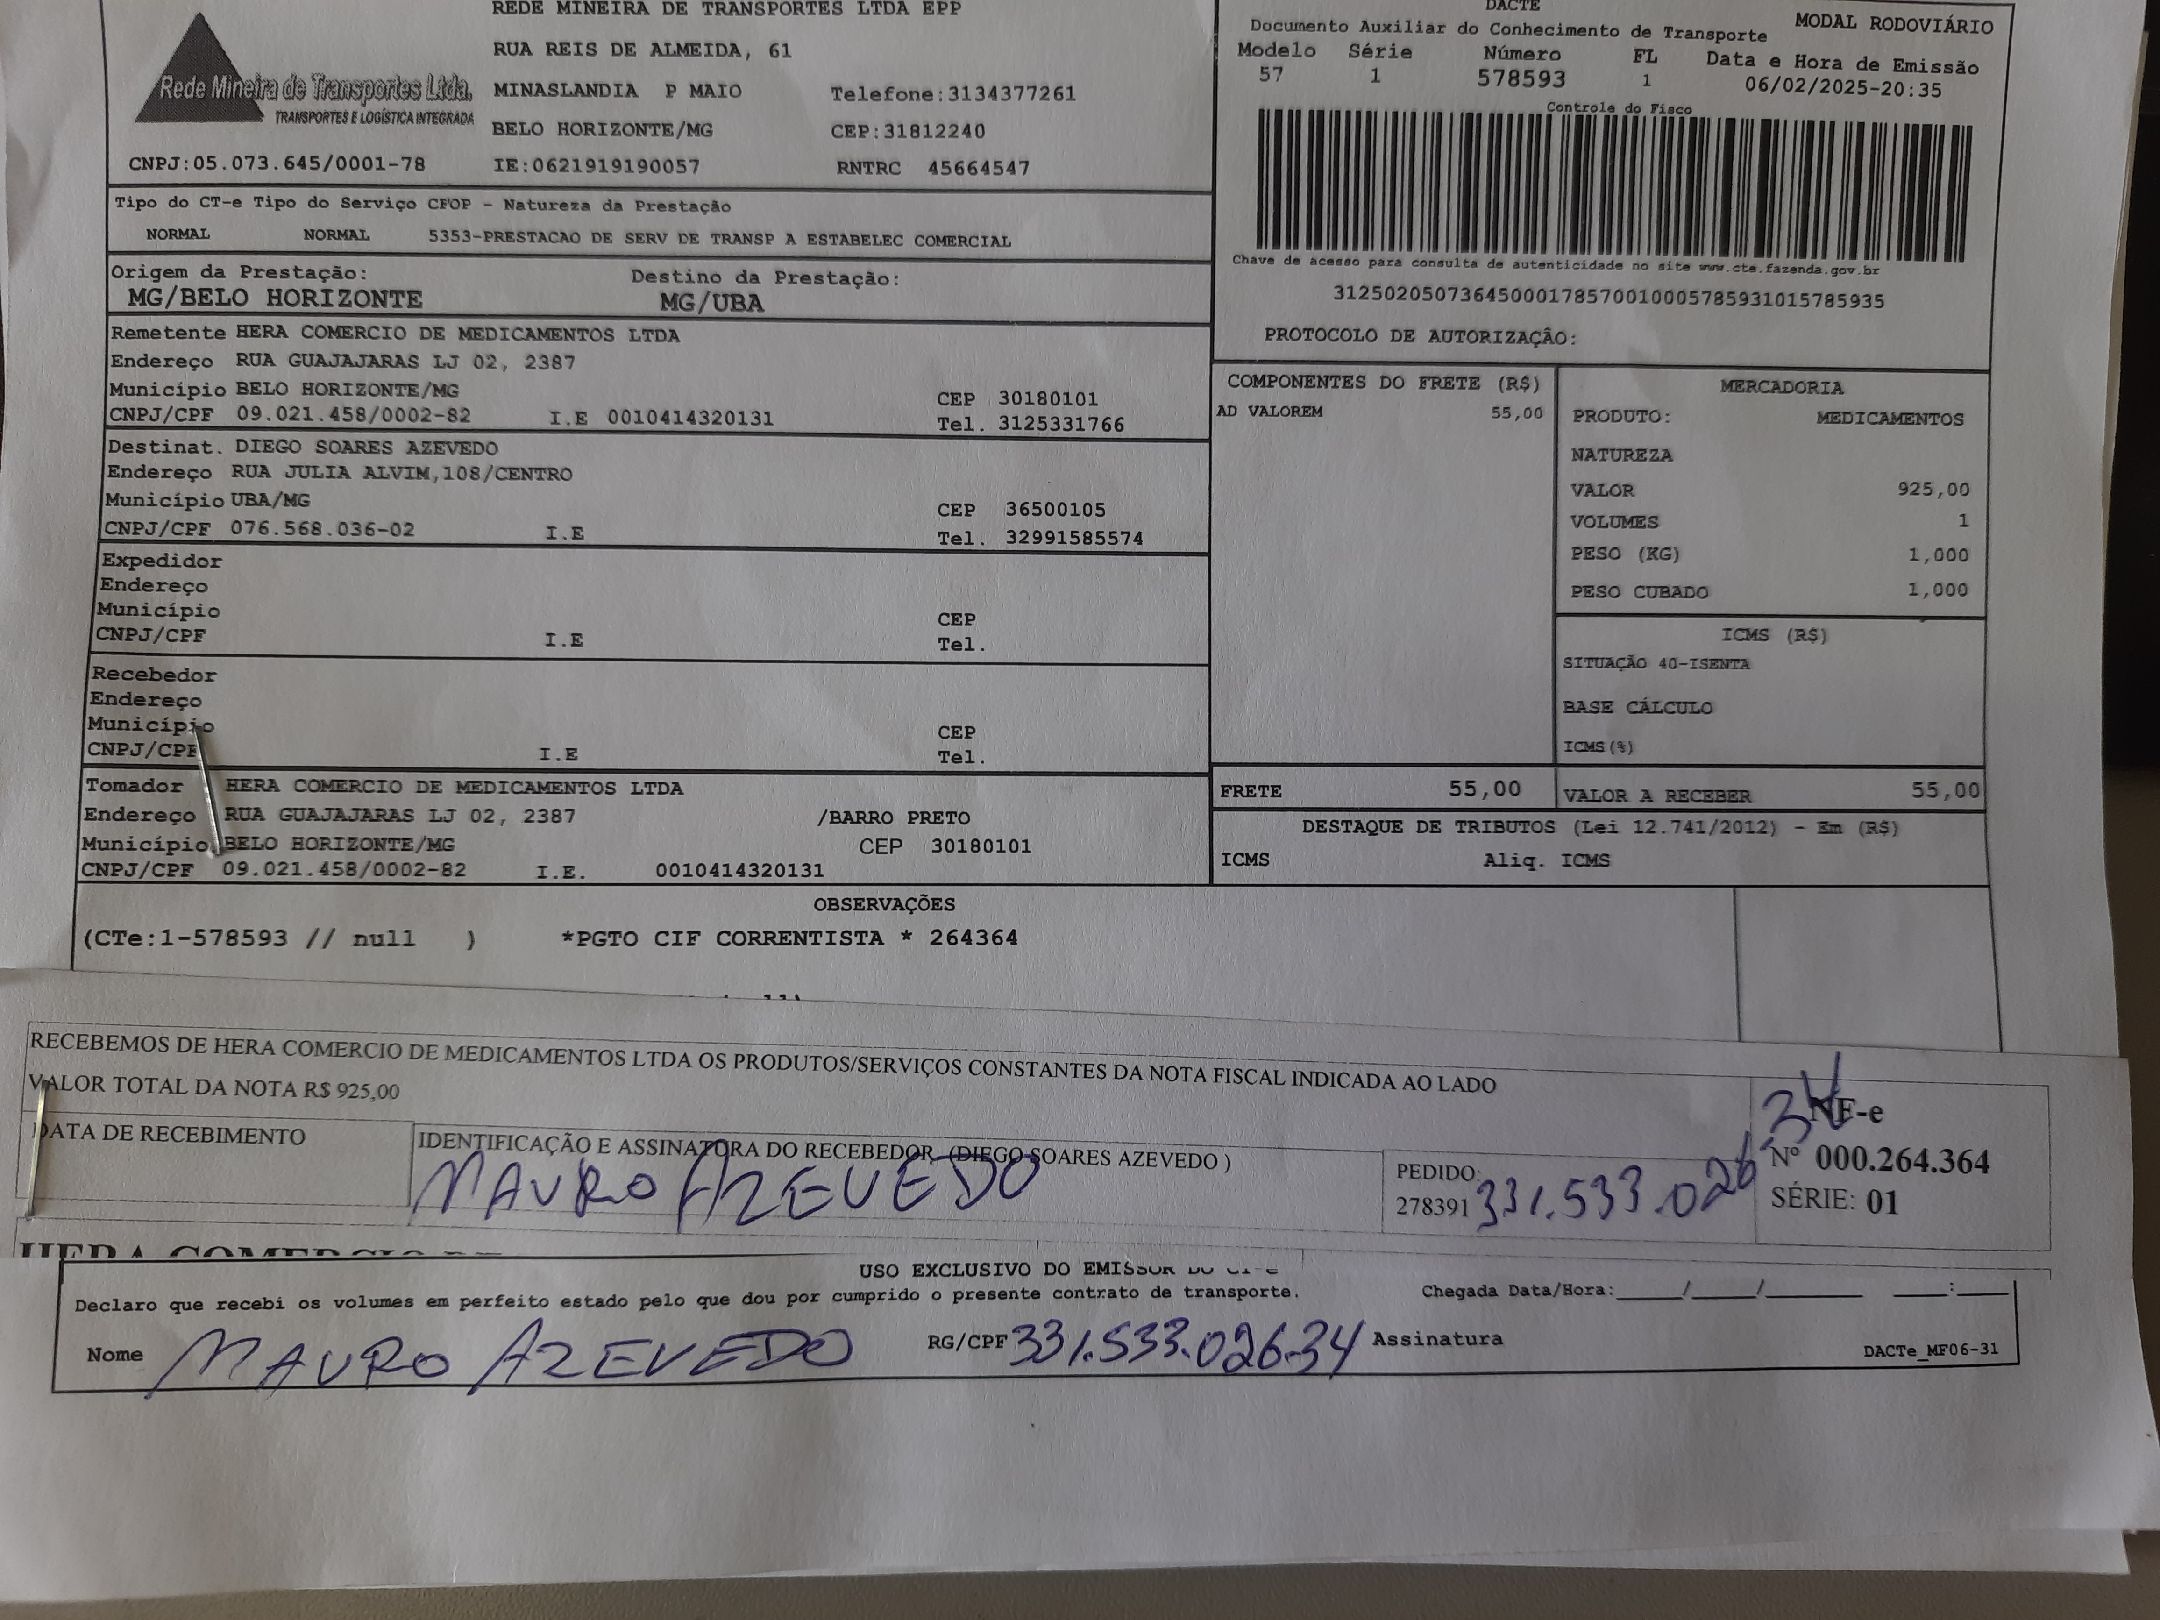 REDE MINEIRA DE TRANSPORTES LTDA EPP
RUA REIS DE ALMEIDA, 61
MINASLANDIA P MAIO Telefone:3134377261
BELO HORIZONTE/MG CEP:31812240
Rede Mineira de Transportes Ltda.
TRANSPORTES E LOGÍSTICA INTEGRADA
CNPJ:05.073.645/0001-78 IE:0621919190057 RNTRC 45664547
DACTE
Documento Auxiliar do Conhecimento de Transporte MODAL RODOVIÁRIO
Modelo Série Número FL Data e Hora de Emissão
57 1 578593 1 06/02/2025-20:35
Controle do Fisco
Chave de acesso para consulta de autenticidade no site www.cte.fazenda.gov.br
31250205073645000178570010005785931015785935
PROTOCOLO DE AUTORIZAÇÃO:
Tipo do CT-e Tipo do Serviço CFOP - Natureza da Prestação
NORMAL NORMAL 5353-PRESTACAO DE SERV DE TRANSP A ESTABELEC COMERCIAL
Origem da Prestação: Destino da Prestação:
MG/BELO HORIZONTE MG/UBA
Remetente HERA COMERCIO DE MEDICAMENTOS LTDA
Endereço RUA GUAJAJARAS LJ 02, 2387
Município BELO HORIZONTE/MG CEP 30180101
CNPJ/CPF 09.021.458/0002-82 I.E 0010414320131 Tel. 3125331766
Destinat. DIEGO SOARES AZEVEDO
Endereço RUA JULIA ALVIM,108/CENTRO
Município UBA/MG CEP 36500105
CNPJ/CPF 076.568.036-02 I.E Tel. 32991585574
Expedidor
Endereço
Município CEP
CNPJ/CPF I.E Tel.
Recebedor
Endereço
Município CEP
CNPJ/CPF I.E Tel.
Tomador HERA COMERCIO DE MEDICAMENTOS LTDA
Endereço RUA GUAJAJARAS LJ 02, 2387 /BARRO PRETO
Município BELO HORIZONTE/MG CEP 30180101
CNPJ/CPF 09.021.458/0002-82 I.E. 0010414320131
COMPONENTES DO FRETE (R$)
AD VALOREM 55,00
MERCADORIA
PRODUTO: MEDICAMENTOS
NATUREZA
VALOR 925,00
VOLUMES 1
PESO (KG) 1,000
PESO CUBADO 1,000
ICMS (R$)
SITUAÇÃO 40-ISENTA
BASE CÁLCULO
ICMS(%)
FRETE 55,00 VALOR A RECEBER 55,00
DESTAQUE DE TRIBUTOS (Lei 12.741/2012) - Em (R$)
ICMS Aliq. ICMS
OBSERVAÇÕES
(CTe:1-578593 // null ) *PGTO CIF CORRENTISTA * 264364
RECEBEMOS DE HERA COMERCIO DE MEDICAMENTOS LTDA OS PRODUTOS/SERVIÇOS CONSTANTES DA NOTA FISCAL INDICADA AO LADO
VALOR TOTAL DA NOTA R$ 925,00
DATA DE RECEBIMENTO
IDENTIFICAÇÃO E ASSINATURA DO RECEBEDOR (DIEGO SOARES AZEVEDO )
MAURO AZEVEDO
PEDIDO:
278391 331.533.026
34
NF-e
Nº 000.264.364
SÉRIE: 01
HERA COMERCIO DE
USO EXCLUSIVO DO EMISSOR DO CT-e
Declaro que recebi os volumes em perfeito estado pelo que dou por cumprido o presente contrato de transporte. Chegada Data/Hora:_____/_____/________ ____:____
Nome MAURO AZEVEDO RG/CPF 331.533.026-34 Assinatura
DACTe_MF06-31